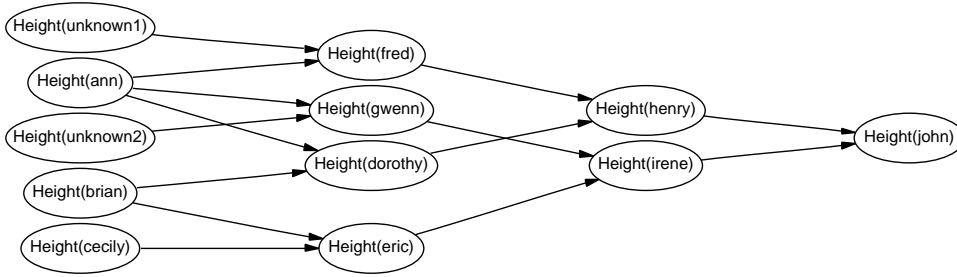 Height(unknown1)
Height(ann)
Height(unknown2)
Height(brian)
Height(cecily)
Height(fred)
Height(gwenn)
Height(dorothy)
Height(eric)
Height(henry)
Height(irene)
Height(john)